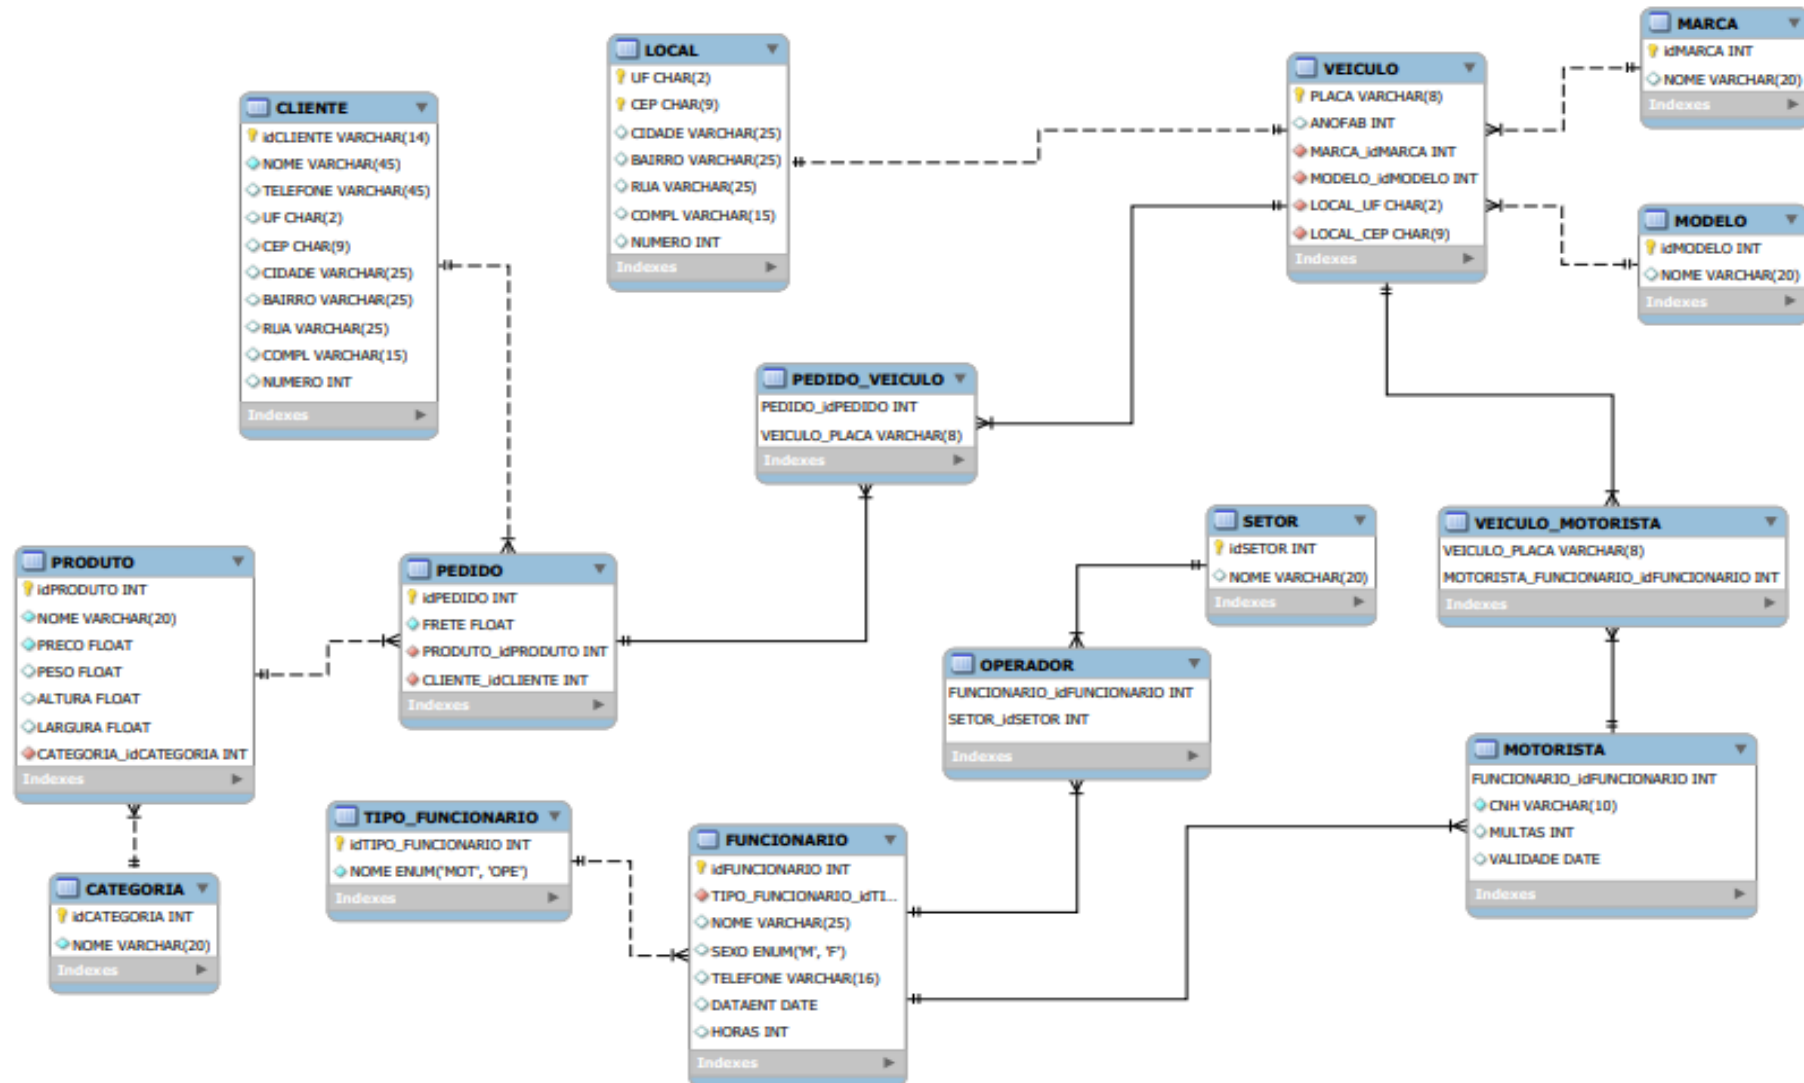 MARCA
idMARCA INT
NOME VARCHAR(20)
Indexes
LOCAL
UF CHAR(2)
CEP CHAR(9)
CIDADE VARCHAR(25)
BAIRRO VARCHAR(25)
RUA VARCHAR(25)
COMPL VARCHAR(15)
NUMERO INT
Indexes
VEICULO
PLACA VARCHAR(8)
ANOFAB INT
MARCA_idMARCA INT
MODELO_idMODELO INT
LOCAL_UF CHAR(2)
LOCAL_CEP CHAR(9)
Indexes
CLIENTE
idCLIENTE VARCHAR(14)
NOME VARCHAR(45)
TELEFONE VARCHAR(45)
UF CHAR(2)
CEP CHAR(9)
CIDADE VARCHAR(25)
BAIRRO VARCHAR(25)
RUA VARCHAR(25)
COMPL VARCHAR(15)
NUMERO INT
Indexes
MODELO
idMODELO INT
NOME VARCHAR(20)
Indexes
PEDIDO_VEICULO
PEDIDO_idPEDIDO INT
VEICULO_PLACA VARCHAR(8)
Indexes
SETOR
idSETOR INT
NOME VARCHAR(20)
Indexes
VEICULO_MOTORISTA
VEICULO_PLACA VARCHAR(8)
MOTORISTA_FUNCIONARIO_idFUNCIONARIO INT
Indexes
PRODUTO
idPRODUTO INT
NOME VARCHAR(20)
PRECO FLOAT
PESO FLOAT
ALTURA FLOAT
LARGURA FLOAT
CATEGORIA_idCATEGORIA INT
Indexes
PEDIDO
idPEDIDO INT
FRETE FLOAT
PRODUTO_idPRODUTO INT
CLIENTE_idCLIENTE INT
Indexes
OPERADOR
FUNCIONARIO_idFUNCIONARIO INT
SETOR_idSETOR INT
Indexes
MOTORISTA
FUNCIONARIO_idFUNCIONARIO INT
CNH VARCHAR(10)
MULTAS INT
VALIDADE DATE
Indexes
TIPO_FUNCIONARIO
idTIPO_FUNCIONARIO INT
NOME ENUM('MOT', 'OPE')
Indexes
FUNCIONARIO
idFUNCIONARIO INT
TIPO_FUNCIONARIO_idTI...
NOME VARCHAR(25)
SEXO ENUM('M', 'F')
TELEFONE VARCHAR(16)
DATAENT DATE
HORAS INT
Indexes
CATEGORIA
idCATEGORIA INT
NOME VARCHAR(20)
Indexes